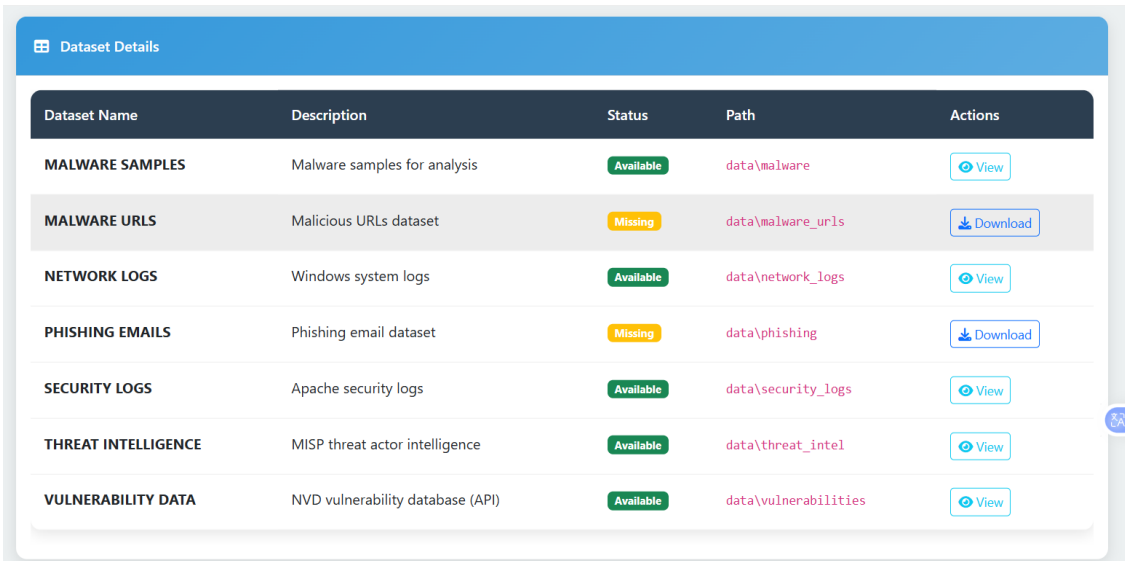 Dataset Details
Dataset Name Description Status Path Actions
MALWARE SAMPLES Malware samples for analysis Available data\malware View
MALWARE URLS Malicious URLs dataset Missing data\malware_urls Download
NETWORK LOGS Windows system logs Available data\network_logs View
PHISHING EMAILS Phishing email dataset Missing data\phishing Download
SECURITY LOGS Apache security logs Available data\security_logs View
THREAT INTELLIGENCE MISP threat actor intelligence Available data\threat_intel View
VULNERABILITY DATA NVD vulnerability database (API) Available data\vulnerabilities View